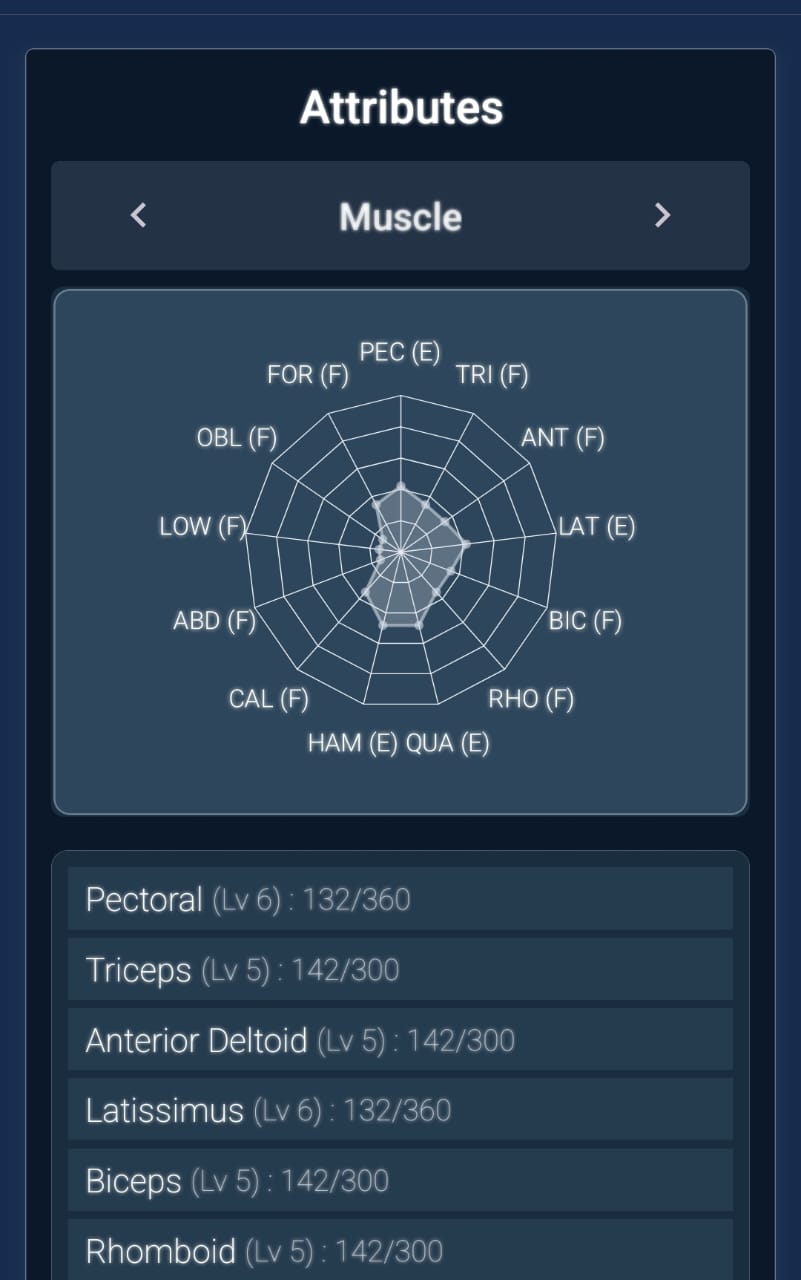 Attributes
Muscle
PEC (E)
FOR (F)
TRI (F)
OBL (F)
ANT (F)
LOW (F)
LAT (E)
ABD (F)
BIC (F)
CAL (F)
RHO (F)
HAM (E) QUA (E)
Pectoral (Lv 6) : 132/360
Triceps (Lv 5) : 142/300
Anterior Deltoid (Lv 5) : 142/300
Latissimus (Lv 6) : 132/360
Biceps (Lv 5) : 142/300
Rhomboid (Lv 5) : 142/300